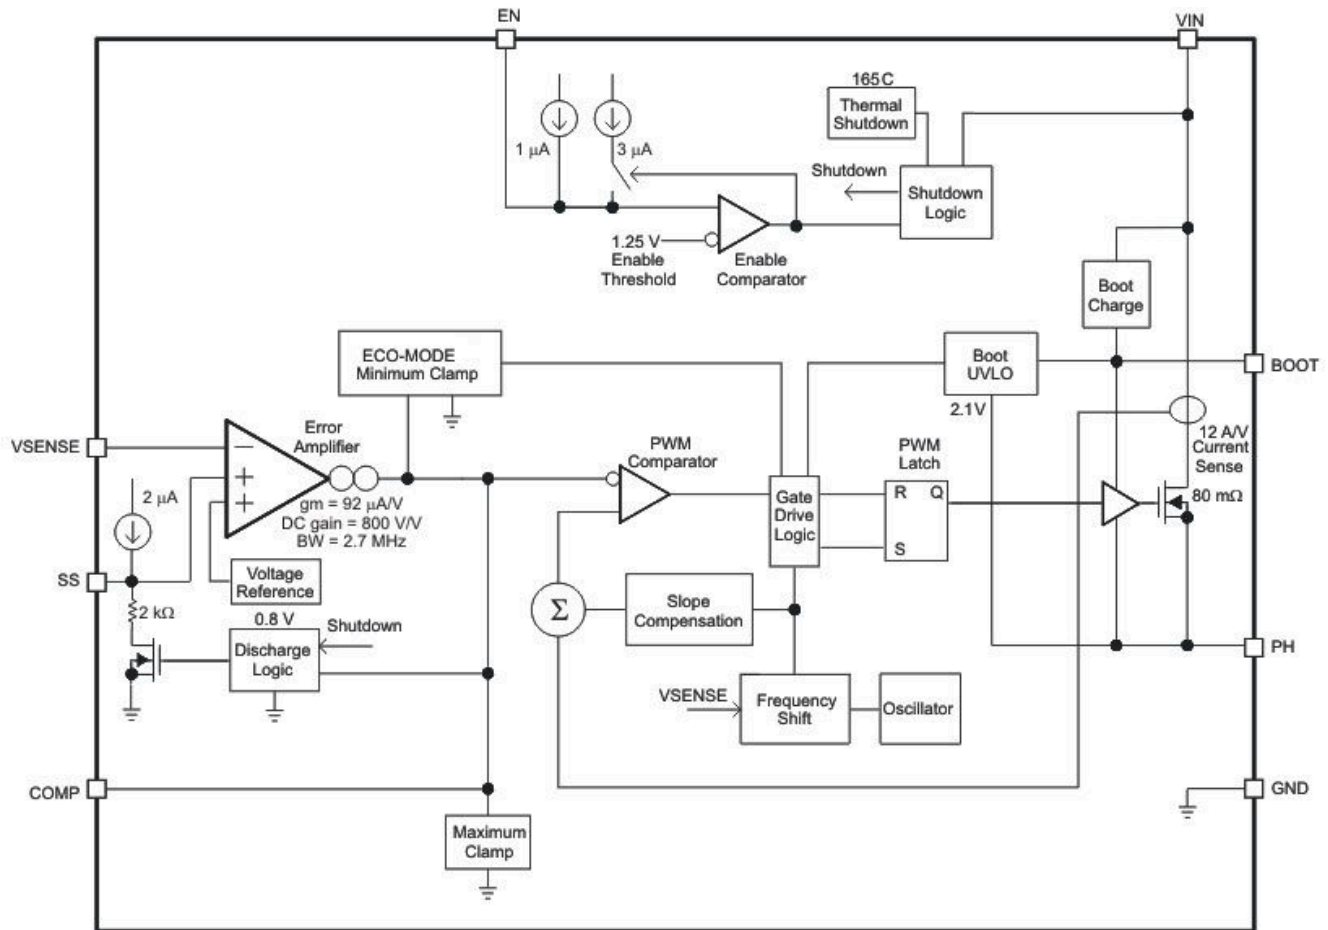 EN
VIN
165 C
Thermal
Shutdown
1 µA
3 µA
Shutdown
Shutdown
Logic
1.25 V
Enable
Threshold
Enable
Comparator
Boot
Charge
ECO-MODE
Minimum Clamp
Boot
UVLO
BOOT
2.1V
VSENSE
Error
Amplifier
PWM
Comparator
PWM
Latch
12 A/V
Current
Sense
−
+
+
2 µA
gm = 92 µA/V
DC gain = 800 V/V
BW = 2.7 MHz
Gate
Drive
Logic
R Q
S
80 mΩ
SS
Voltage
Reference
2 kΩ
0.8 V
Shutdown
Discharge
Logic
Σ
Slope
Compensation
PH
VSENSE
Frequency
Shift
Oscillator
COMP
GND
Maximum
Clamp